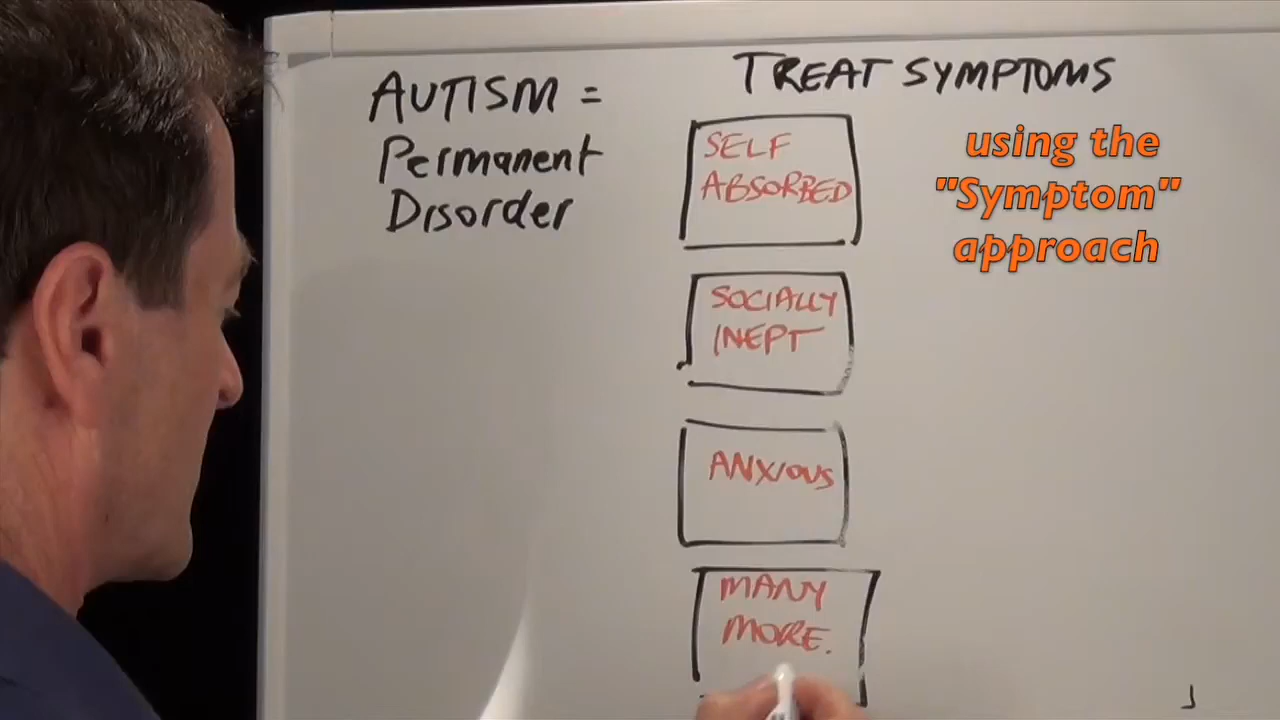 AUTISM =
Permanent
Disorder
TREAT SYMPTOMS
SELF
ABSORBED
SOCIALLY
INEPT
ANXIOUS
MANY
MORE.
using the
"Symptom"
approach